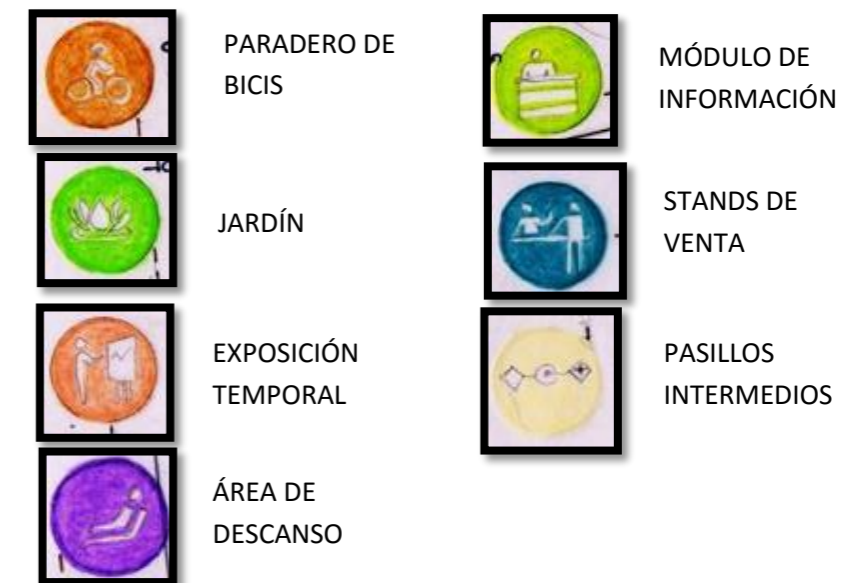 PARADERO DE
BICIS
JARDÍN
EXPOSICIÓN
TEMPORAL
ÁREA DE
DESCANSO
MÓDULO DE
INFORMACIÓN
STANDS DE
VENTA
PASILLOS
INTERMEDIOS